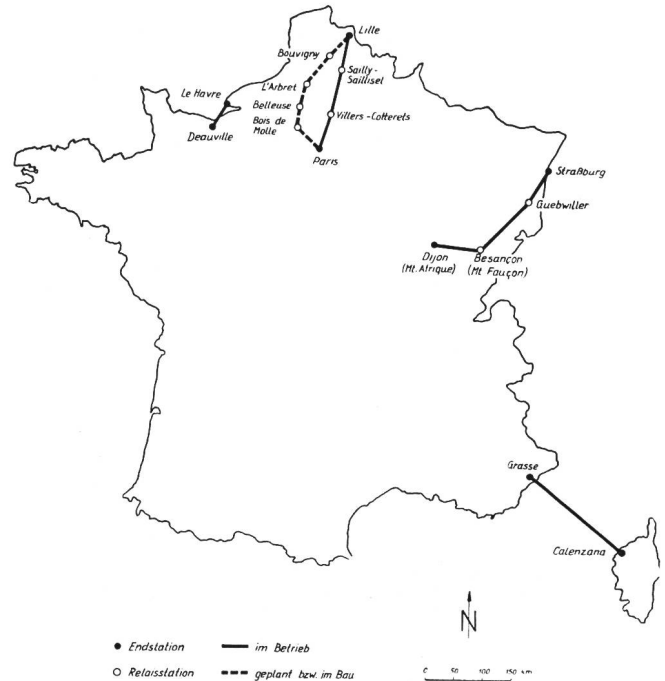 Lille
Bouvigny
Sailly-
Saillisel
L'Arbret
Le Havre
Belleuse
Bois de
Molle
Villers-Cotterets
Deauville
Paris
Straßburg
Guebwiller
Dijon
(Mt. Afrique)
Besançon
(Mt Fauçon)
Grasse
Calenzana
N
Endstation
im Betrieb
Relaisstation
geplant bzw. im Bau
0 50 100 150 km